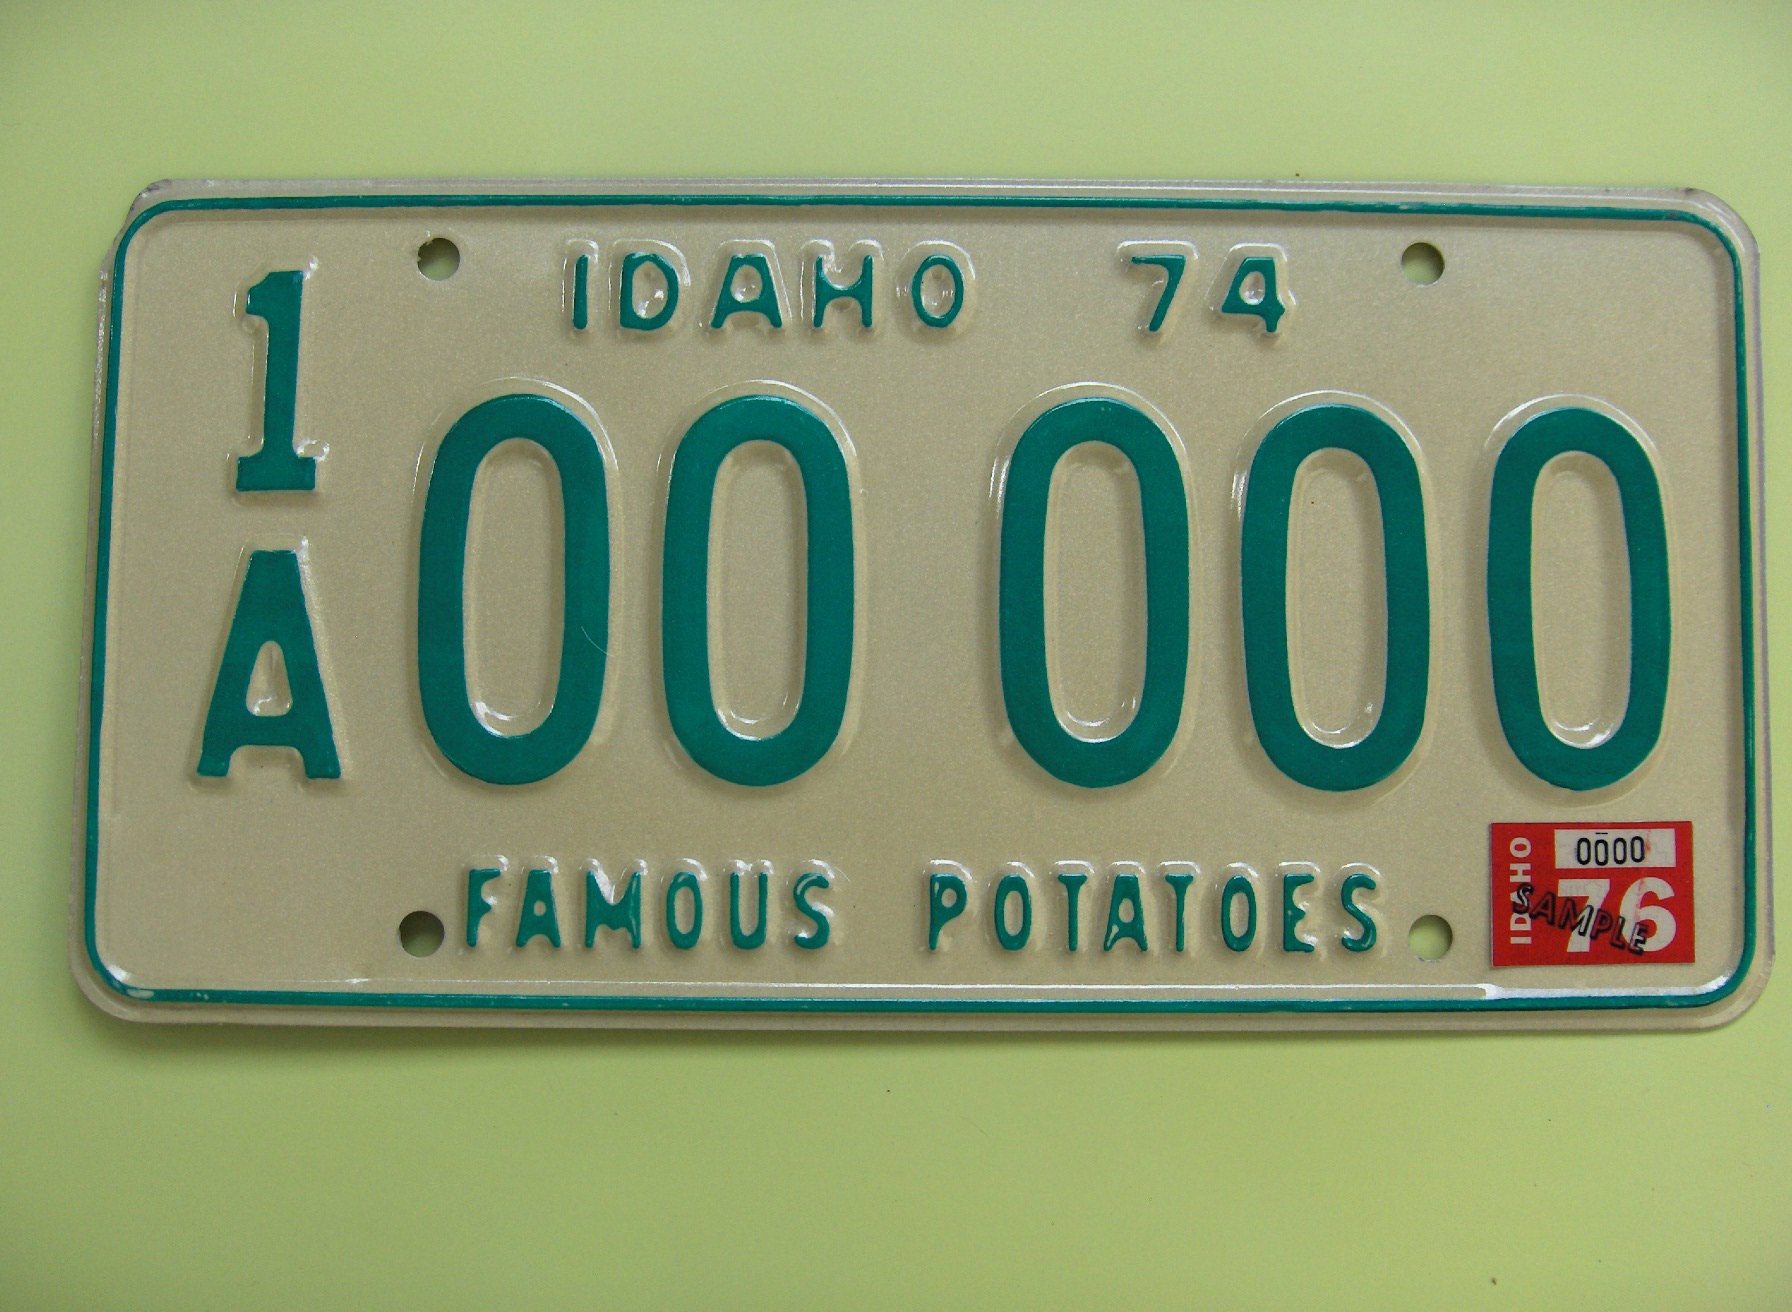 IDAHO 74
1
A
00 000
FAMOUS POTATOES
IDAHO
0000
76
SAMPLE